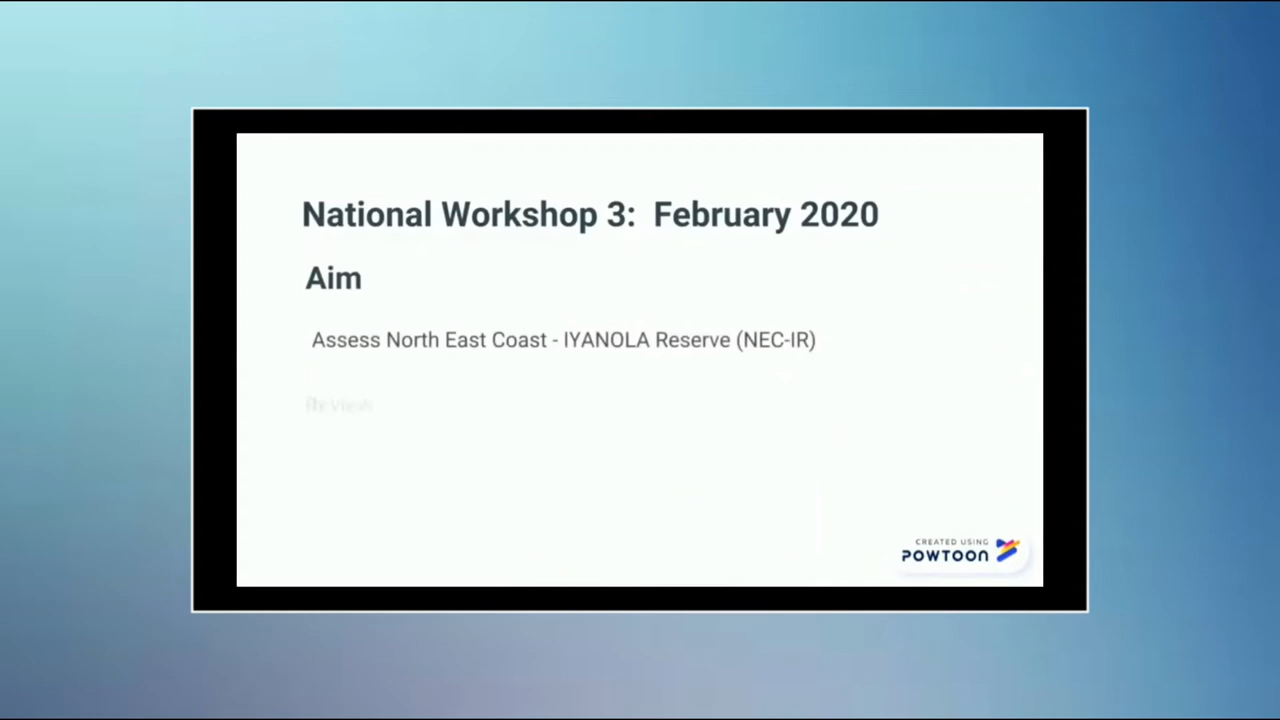 National Workshop 3: February 2020
Aim
Assess North East Coast - IYANOLA Reserve (NEC-IR)
Review
CREATED USING
POWTOON